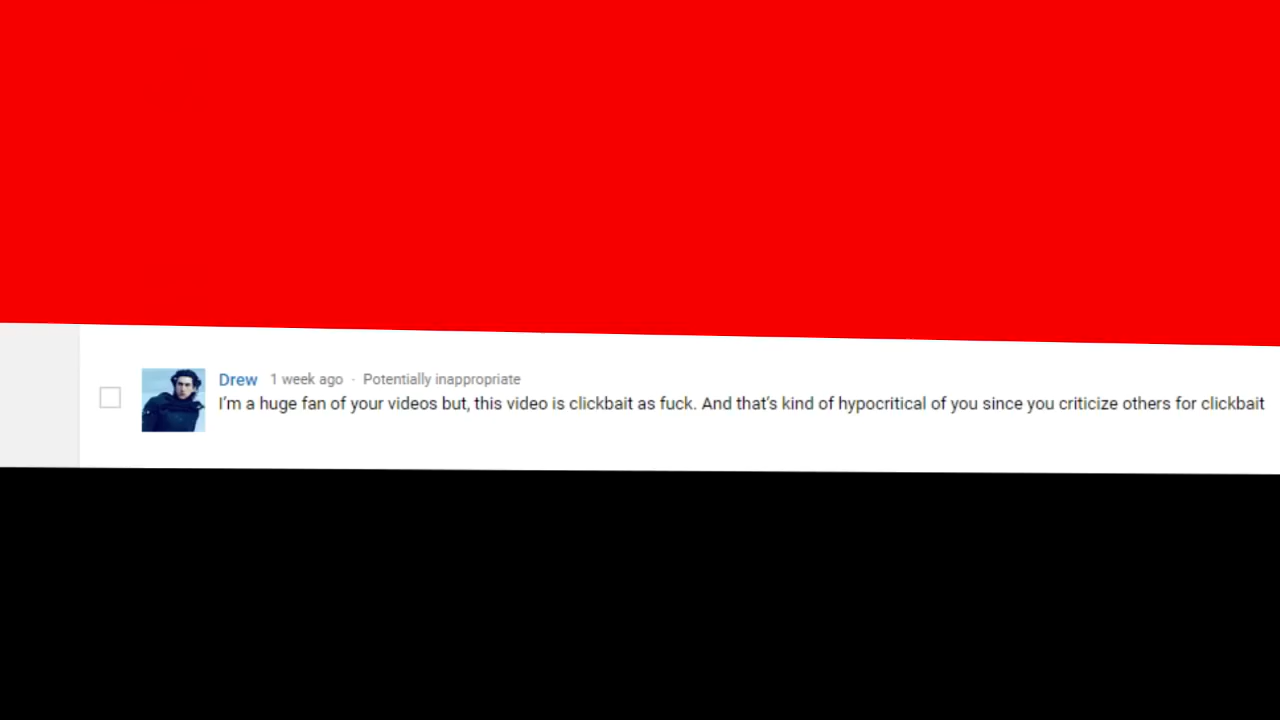 Drew 1 week ago · Potentially inappropriate
I'm a huge fan of your videos but, this video is clickbait as fuck. And that's kind of hypocritical of you since you criticize others for clickbait